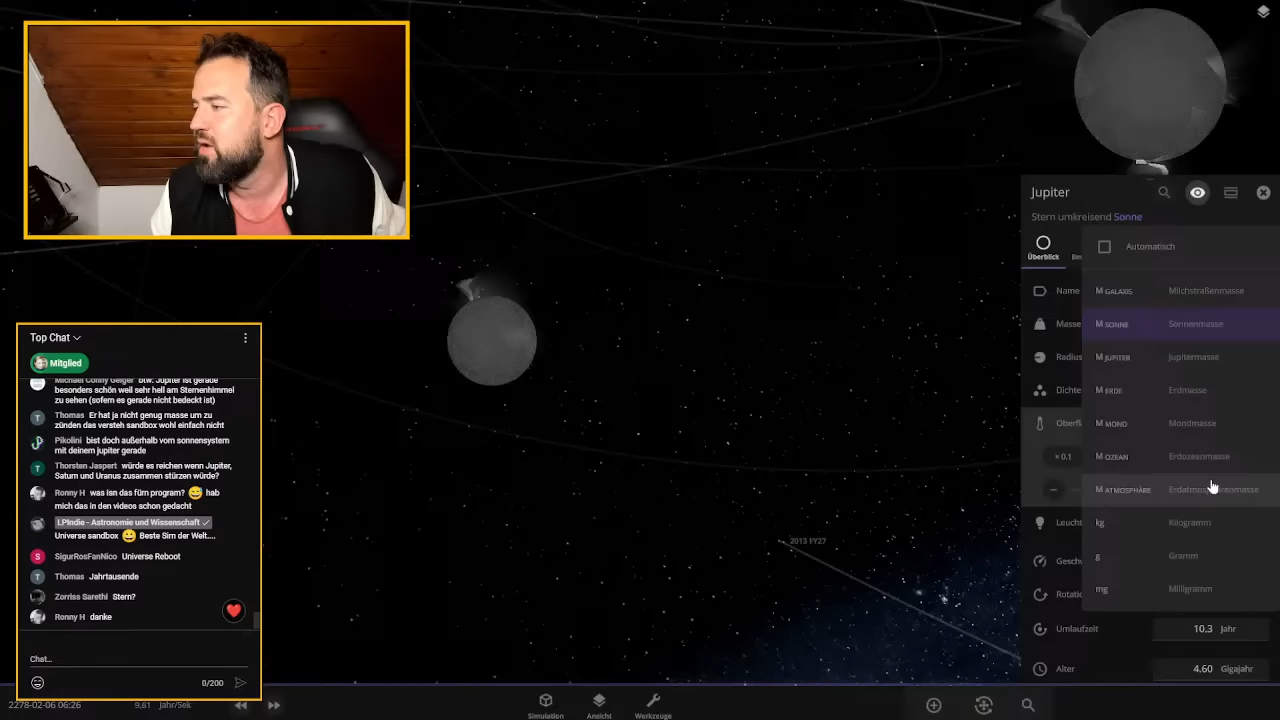 Top Chat
Mitglied
Michael Conny Geiger btw. Jupiter ist gerade
besonders schön weil sehr hell am Sternenhimmel
zu sehen (sofern es gerade nicht bedeckt ist)
T Thomas Er hat ja nicht genug masse um zu
zünden das versteh sandbox wohl einfach nicht
Pikolini bist doch außerhalb vom sonnensystem
mit deinem jupiter gerade
T Thorsten Jaspert würde es reichen wenn Jupiter,
Saturn und Uranus zusammen stürzen würde?
Ronny H was isn das fürn program? 😅 hab
mich das in den videos schon gedacht
LPIndie - Astronomie und Wissenschaft ✓
Universe sandbox 😀 Beste Sim der Welt....
S SigurRosFanNico Universe Reboot
T Thomas Jahrtausende
Zorriss Sarethi Stern?
Ronny H danke
Chat...
0/200
2278-02-06 06:26
9,61 Jahr/Sek
Simulation
Ansicht
Werkzeuge
2013 FY27
Jupiter
Stern umkreisend Sonne
Überblick
Automatisch
Name
M GALAXIS Milchstraßenmasse
Masse
M SONNE Sonnenmasse
Radius
M JUPITER Jupitermasse
Dichte
M ERDE Erdmasse
Oberfl
M MOND Mondmasse
× 0.1
M OZEAN Erdozeanmasse
M ATMOSPHÄRE
Leucht
kg Kilogramm
Gesch
g Gramm
Rotati
mg Milligramm
Umlaufzeit 10.3 Jahr
Alter 4.60 Gigajahr